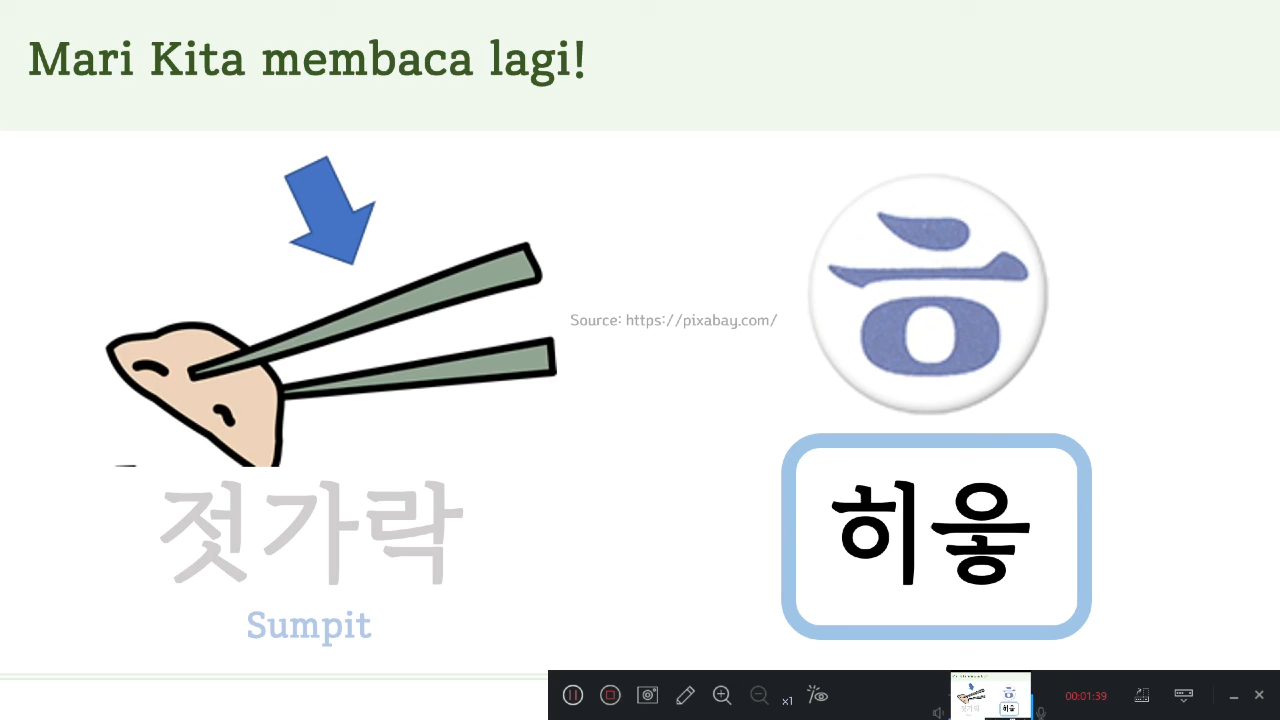 Mari Kita membaca lagi!
Source: https://pixabay.com/
ㅎ
젓가락
히읗
Sumpit
x1
00:01:39